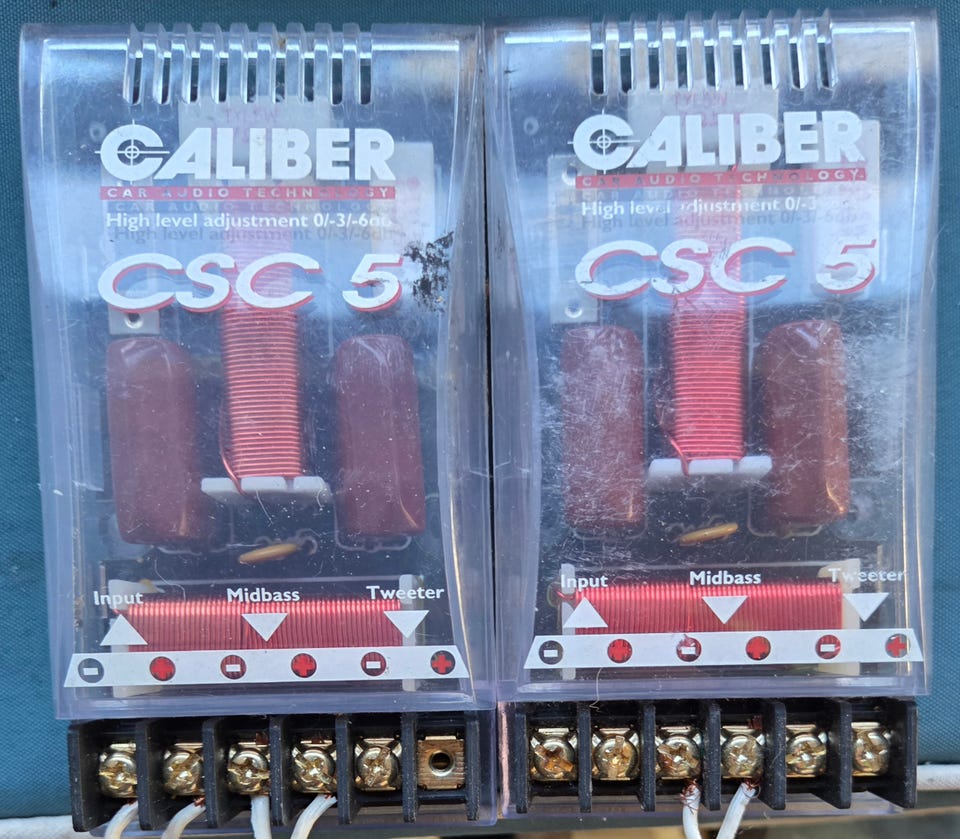 CALIBER
CAR AUDIO TECHNOLOGY
High level adjustment 0/-3/-6db
CSC 5
Input Midbass Tweeter
- + - + - +
CALIBER
CAR AUDIO TECHNOLOGY
High level adjustment 0/-3
CSC 5
Input Midbass Tweeter
- + - + - +